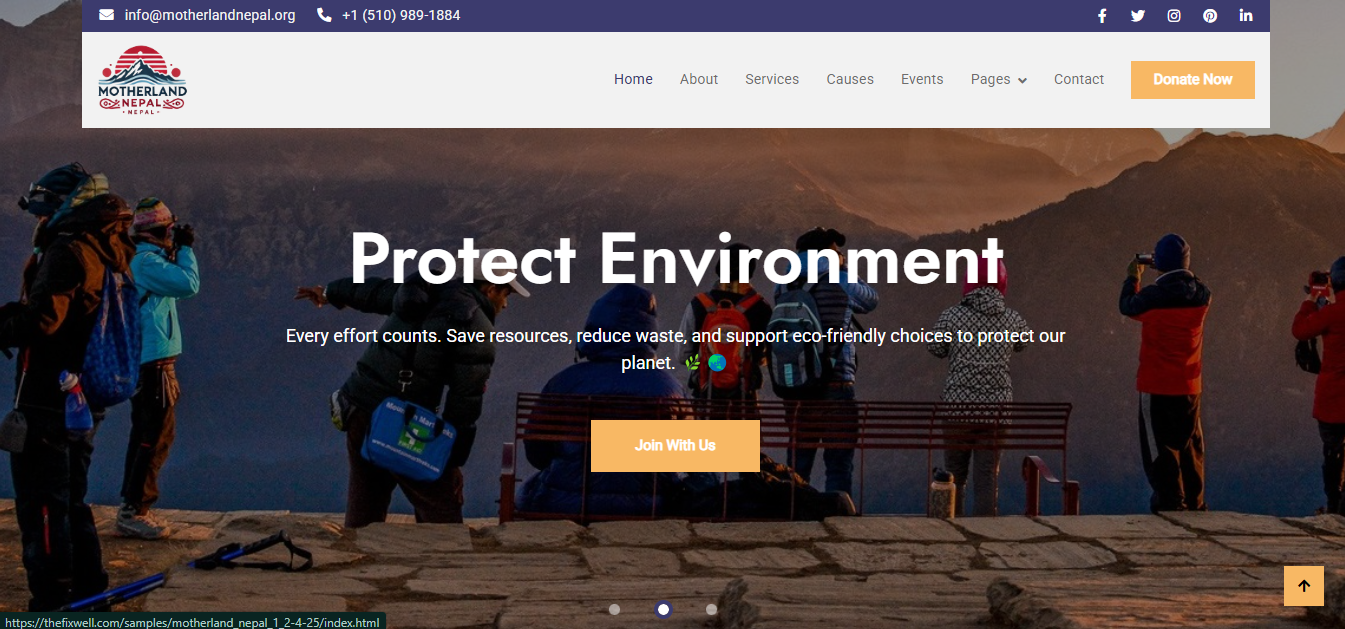 info@motherlandnepal.org +1 (510) 989-1884
MOTHERLAND
NEPAL
NEPAL
Home About Services Causes Events Pages Contact Donate Now
Protect Environment
Every effort counts. Save resources, reduce waste, and support eco-friendly choices to protect our
planet. 🌿 🌏
Join With Us
https://thefixwell.com/samples/motherland_nepal_1_2-4-25/index.html